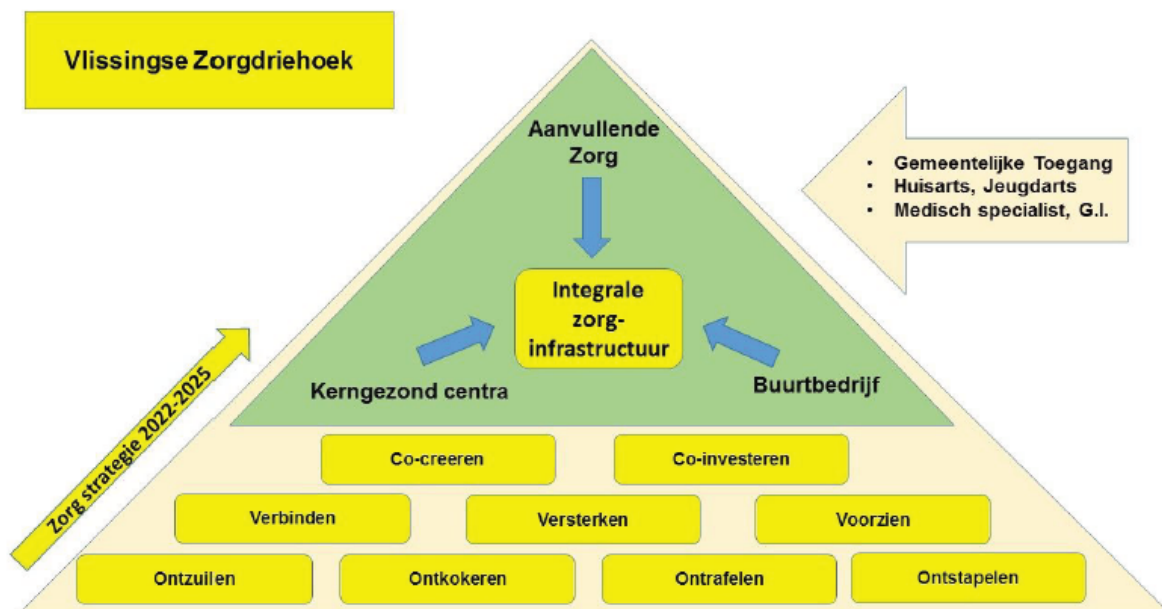 Vlissingse Zorgdriehoek
Aanvullende
Zorg
• Gemeentelijke Toegang
• Huisarts, Jeugdarts
• Medisch specialist, G.I.
Integrale
zorg-
infrastructuur
Kerngezond centra
Buurtbedrijf
Zorg strategie 2022-2025
Co-creeren
Co-investeren
Verbinden
Versterken
Voorzien
Ontzuilen
Ontkokeren
Ontrafelen
Ontstapelen